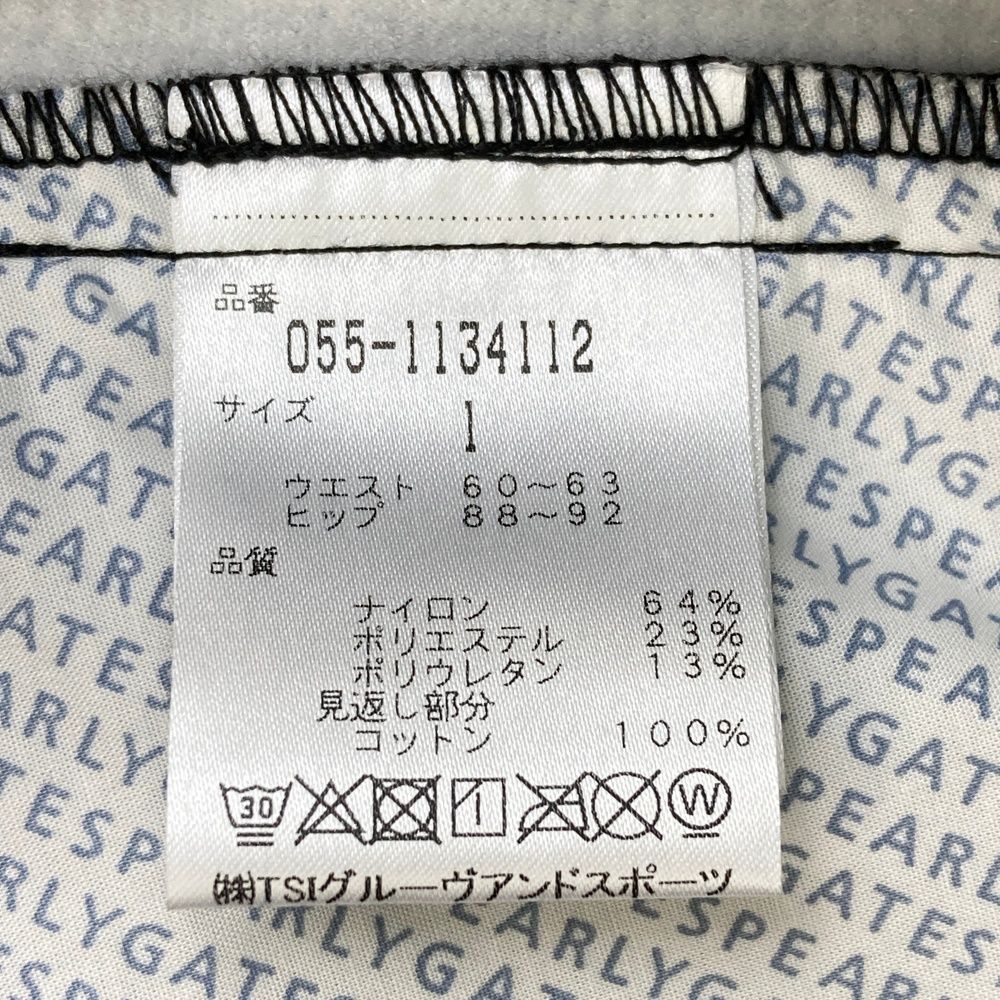 品番
055-1134112
サイズ
1
ウエスト 60〜63
ヒップ 88〜92
品質
ナイロン 64%
ポリエステル 23%
ポリウレタン 13%
見返し部分
コットン 100%
30 W
㈱TSIグルーヴアンドスポーツ
PEARLYGATES